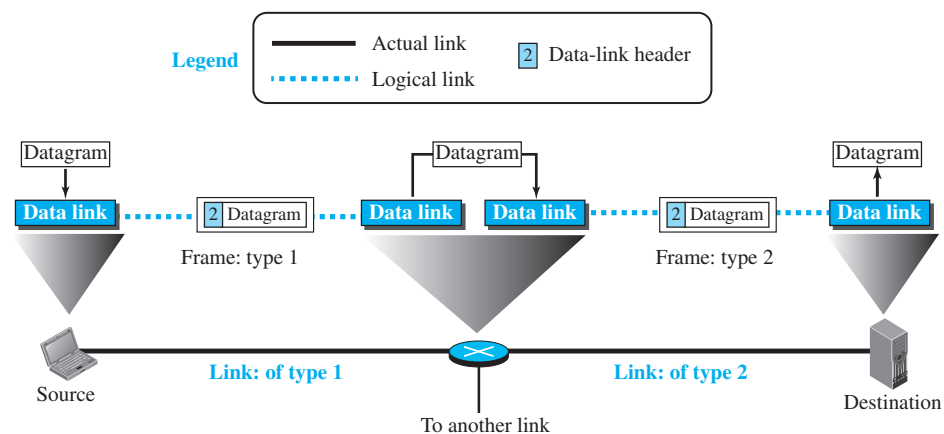 Legend
Actual link
Logical link
2 Data-link header
Datagram
Datagram
Datagram
Data link
2 Datagram
Data link
Data link
2 Datagram
Data link
Frame: type 1
Frame: type 2
Link: of type 1
Link: of type 2
Source
Destination
To another link